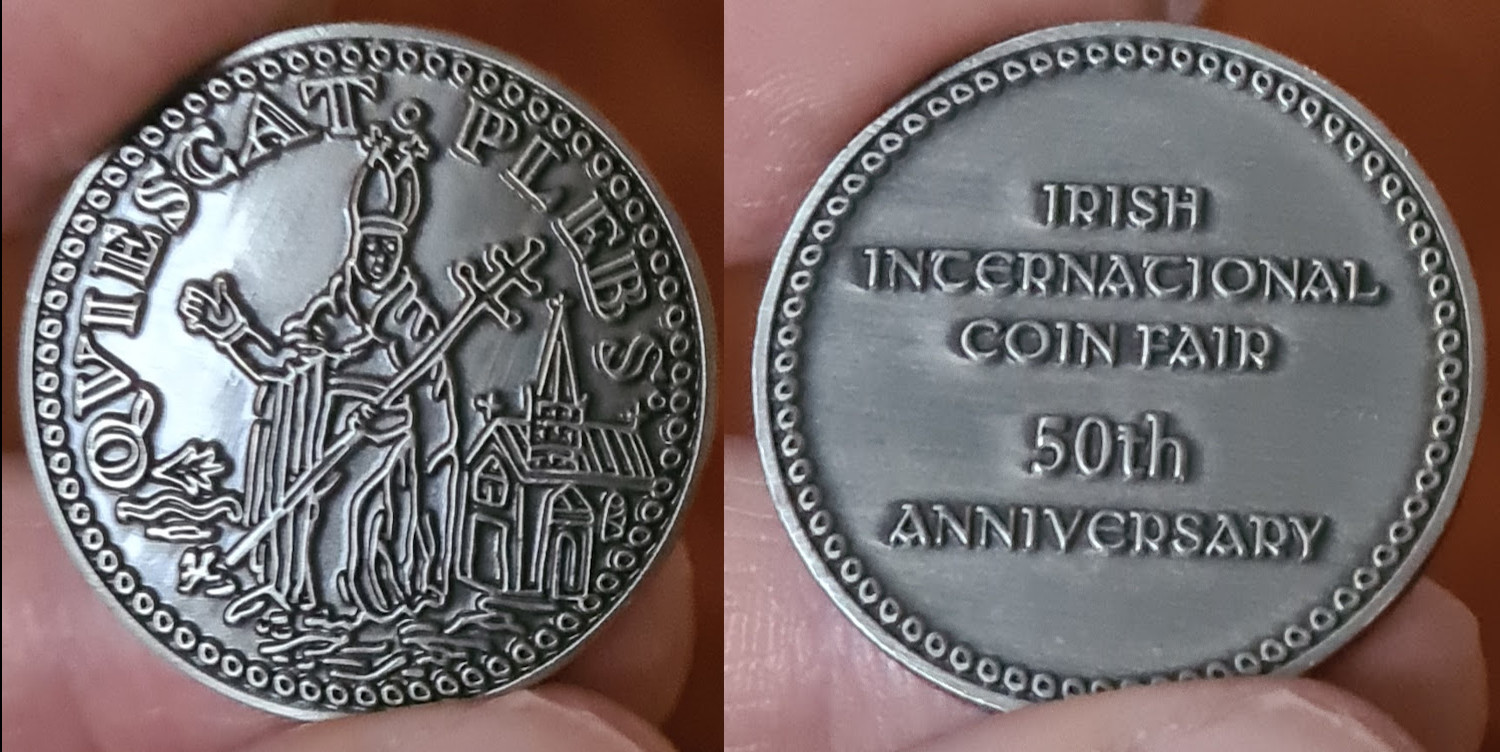 QVIESCAT · PLEBS :
IRISH
INTERNATIONAL
COIN FAIR
50th
ANNIVERSARY